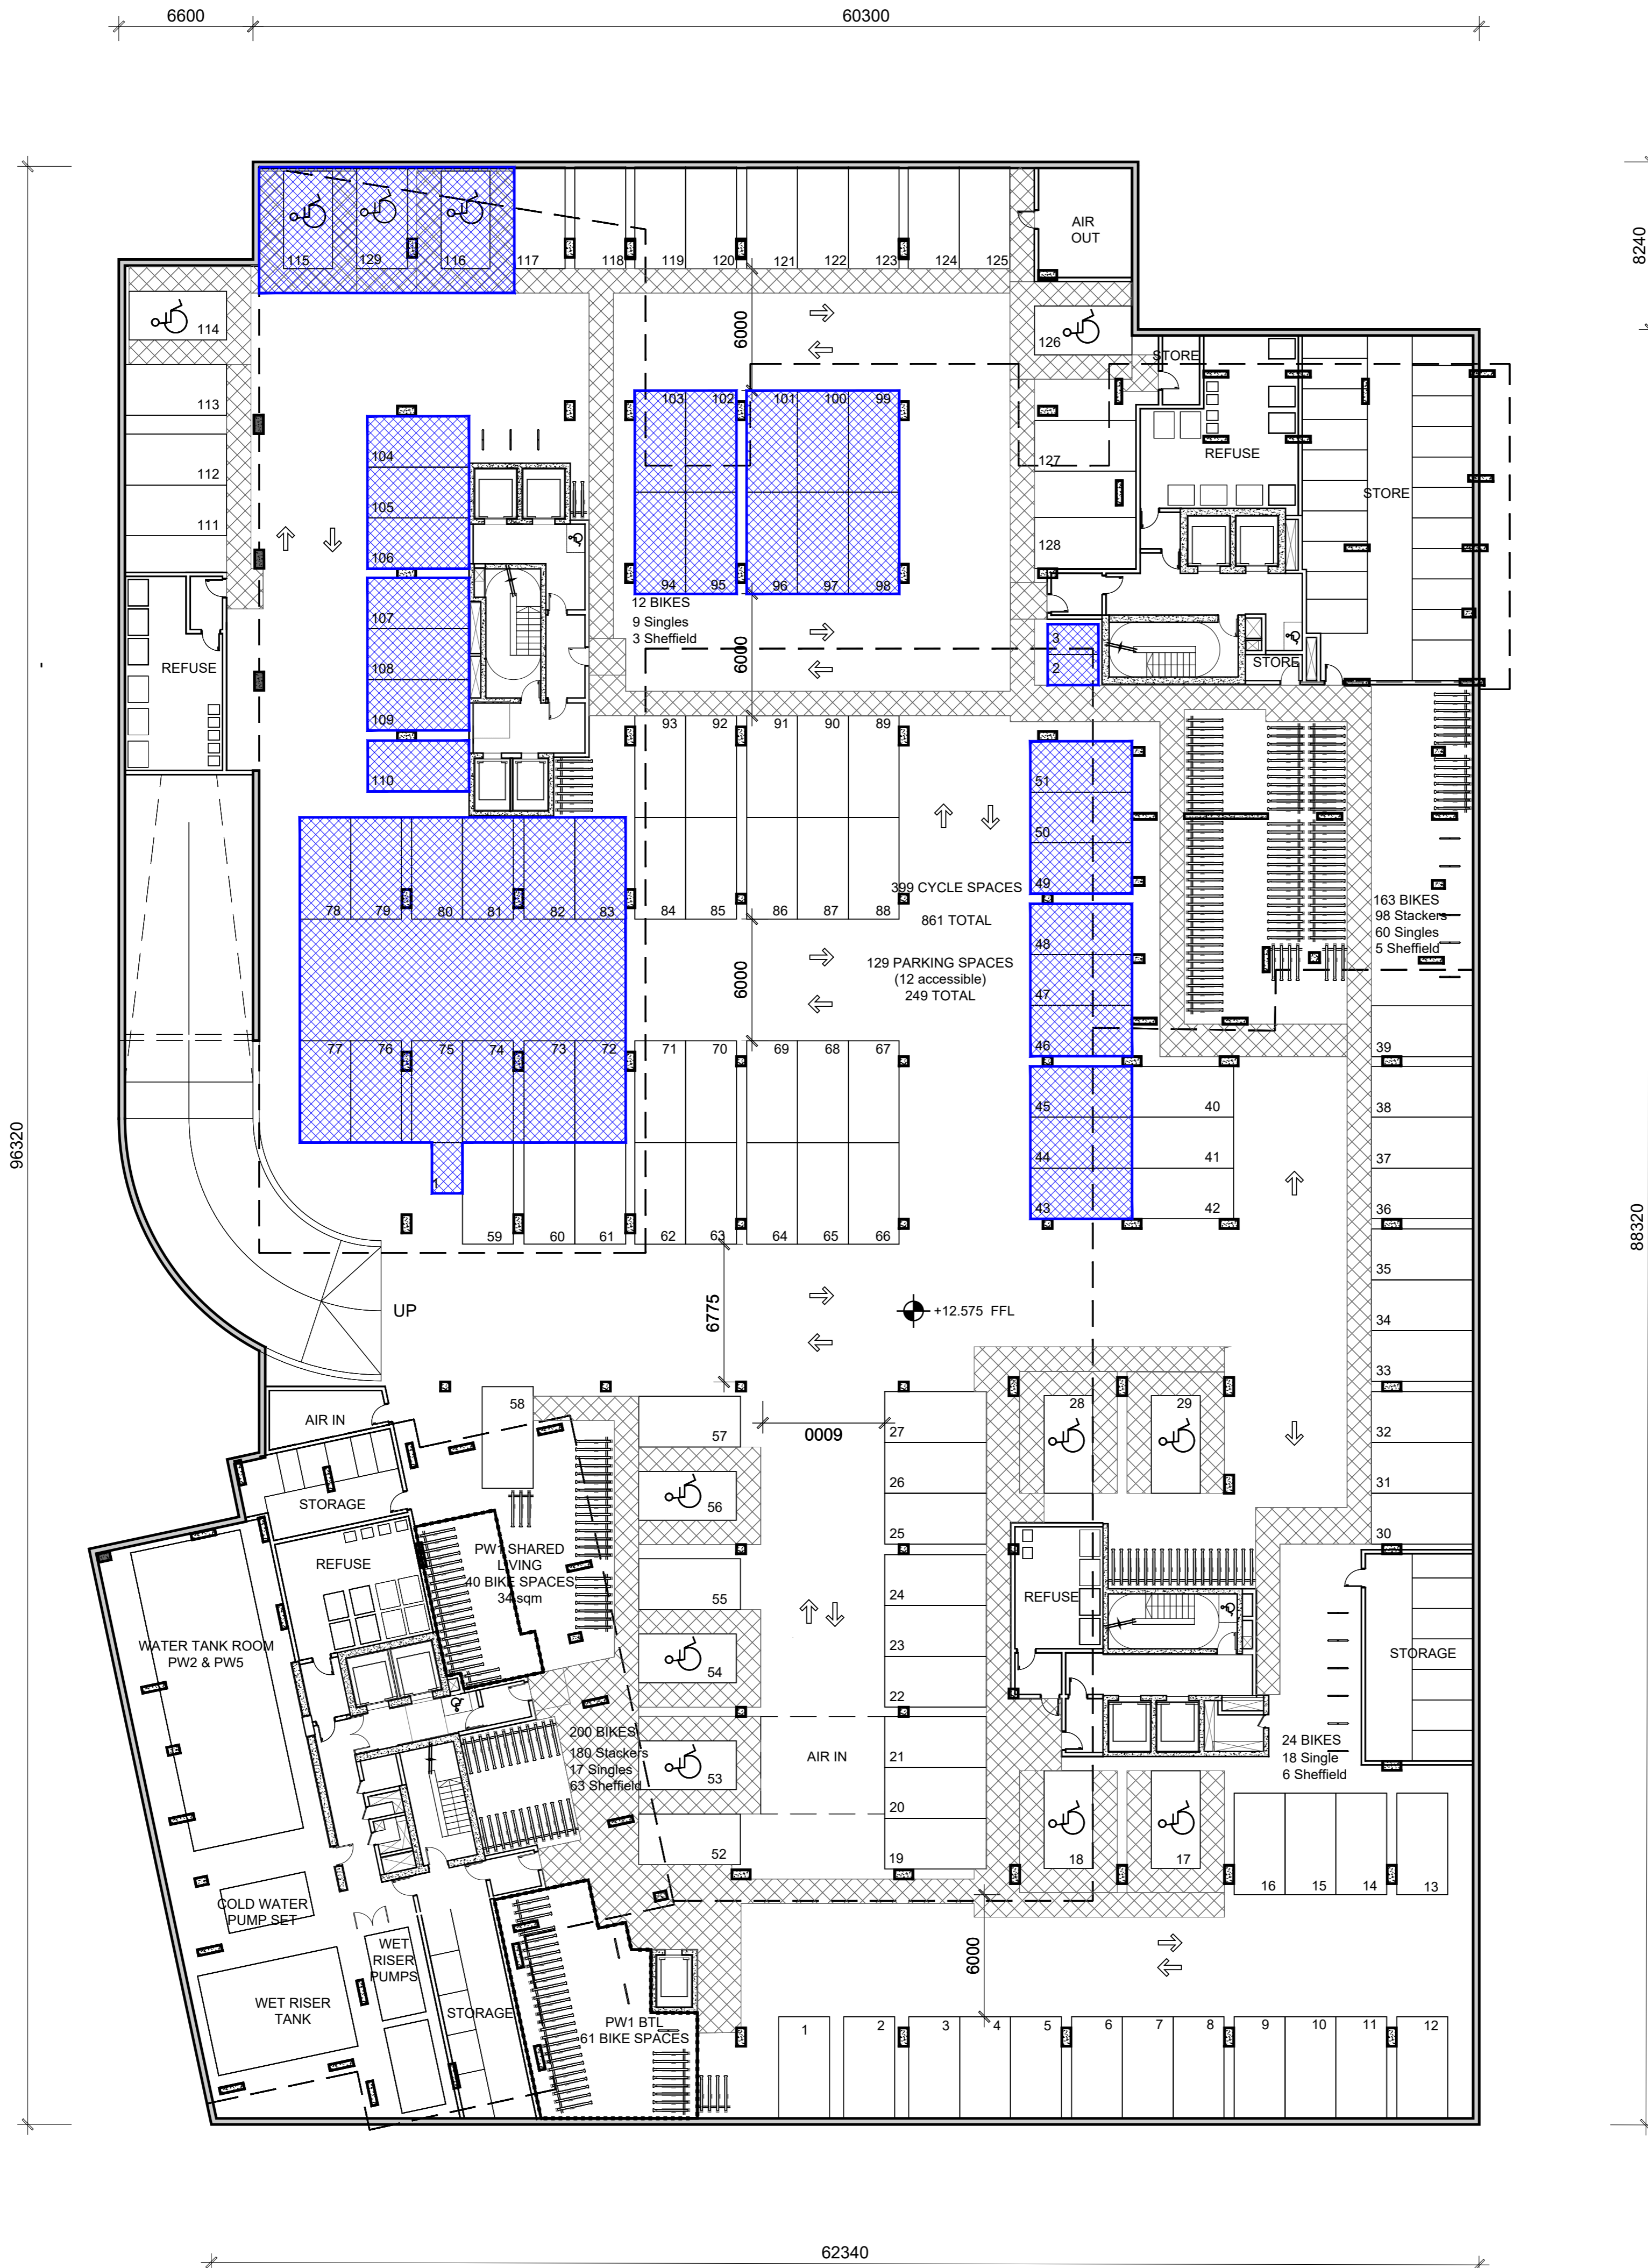 6600
60300
8240
96320
88320
62340
115
129
116
117
118
119
120
121
122
123
124
125
AIR
OUT
114
126
STORE
6000
113
112
111
104
105
106
103
102
101
100
99
94
95
96
97
98
12 BIKES
9 Singles
3 Sheffield
127
128
REFUSE
STORE
107
108
109
110
REFUSE
6000
3
2
STORE
93
92
91
90
89
51
50
49
78
79
80
81
82
83
84
85
86
87
88
399 CYCLE SPACES
861 TOTAL
129 PARKING SPACES
(12 accessible)
249 TOTAL
6000
48
47
46
163 BIKES
98 Stackers
60 Singles
5 Sheffield
77
76
75
74
73
72
71
70
69
68
67
39
45
44
43
40
41
42
38
37
36
1
59
60
61
62
63
64
65
66
35
34
33
UP
6775
+12.575 FFL
AIR IN
58
57
6000
27
28
29
32
31
30
STORAGE
56
26
25
REFUSE
PW1 SHARED
LIVING
40 BIKE SPACES
34 sqm
55
24
23
22
REFUSE
STORAGE
WATER TANK ROOM
PW2 & PW5
54
200 BIKES
180 Stackers
17 Singles
63 Sheffield
53
AIR IN
21
20
19
24 BIKES
18 Single
6 Sheffield
52
18
17
16
15
14
13
COLD WATER
PUMP SET
WET
RISER
PUMPS
6000
WET RISER
TANK
STORAGE
PW1 BTL
61 BIKE SPACES
1
2
3
4
5
6
7
8
9
10
11
12